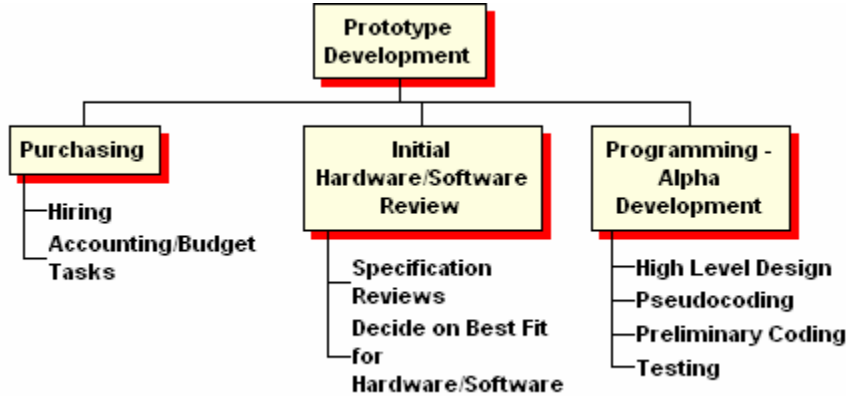 Prototype
Development
Purchasing
Hiring
Accounting/Budget
Tasks
Initial
Hardware/Software
Review
Specification
Reviews
Decide on Best Fit
for
Hardware/Software
Programming -
Alpha
Development
High Level Design
Pseudocoding
Preliminary Coding
Testing